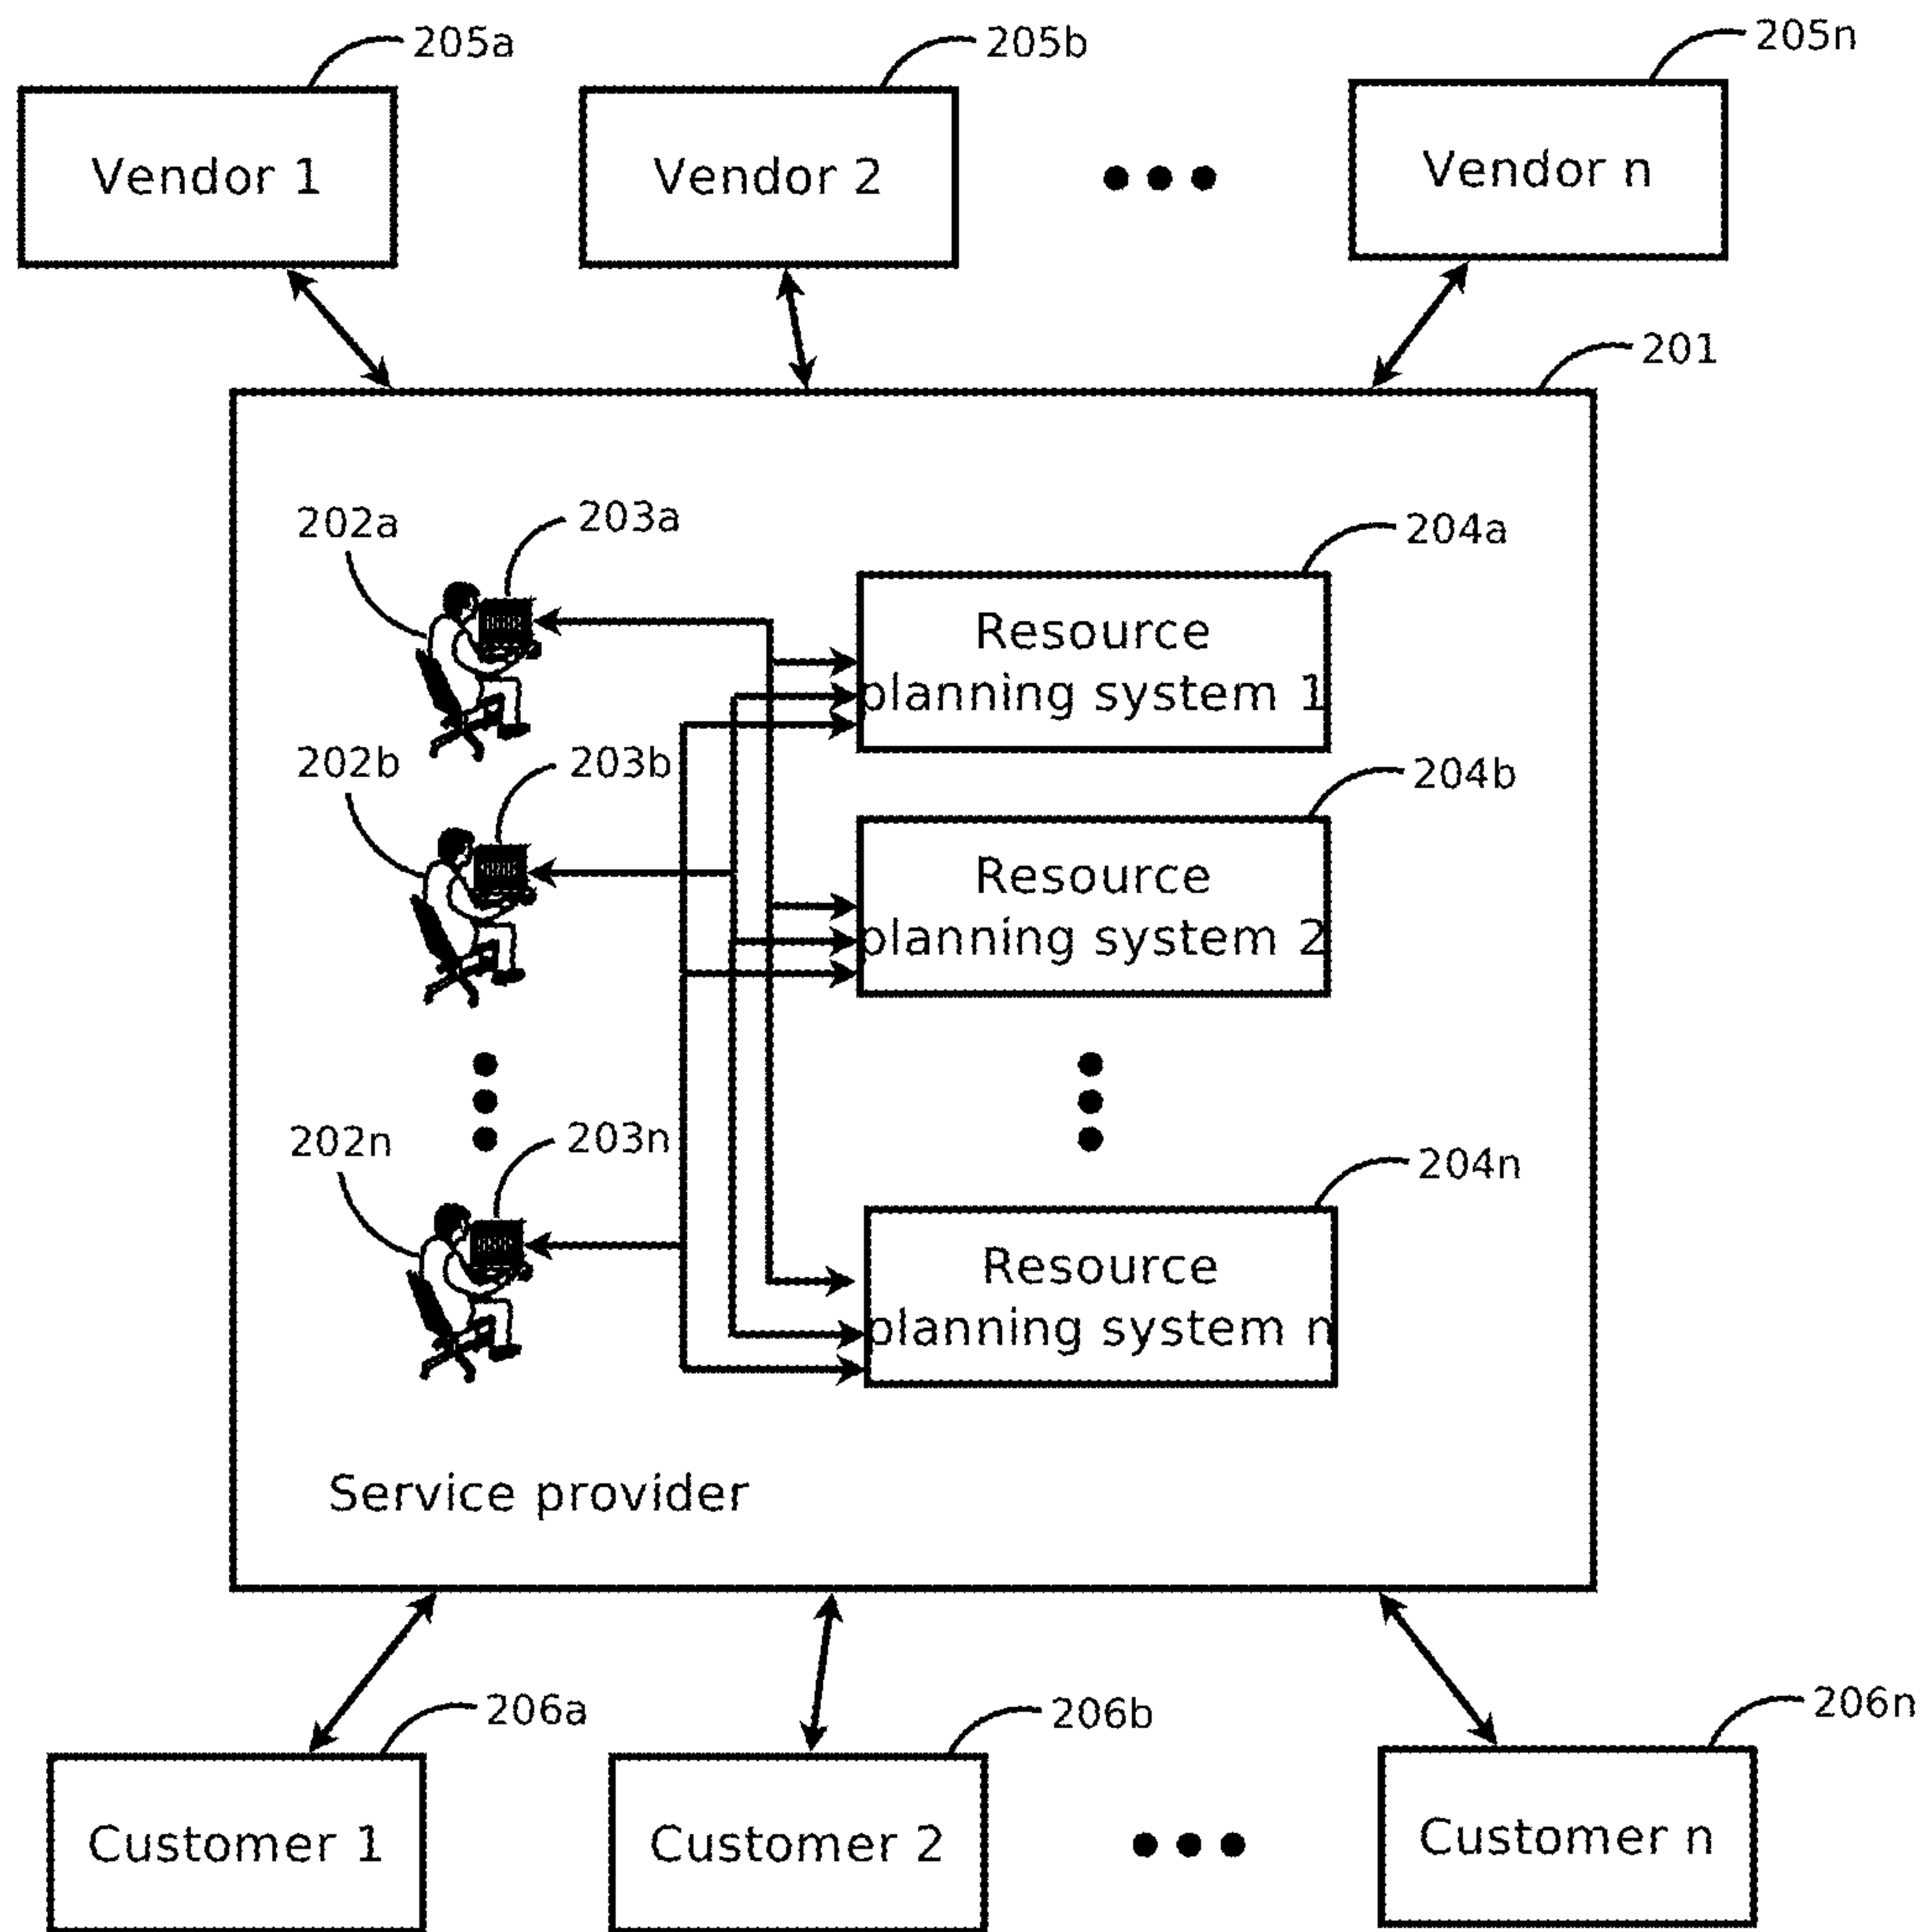 205a
205b
205n
Vendor 1
Vendor 2
Vendor n
201
202a
203a
204a
Resource
planning system 1
202b
203b
204b
Resource
planning system 2
202n
203n
204n
Resource
planning system n
Service provider
206a
206b
206n
Customer 1
Customer 2
Customer n